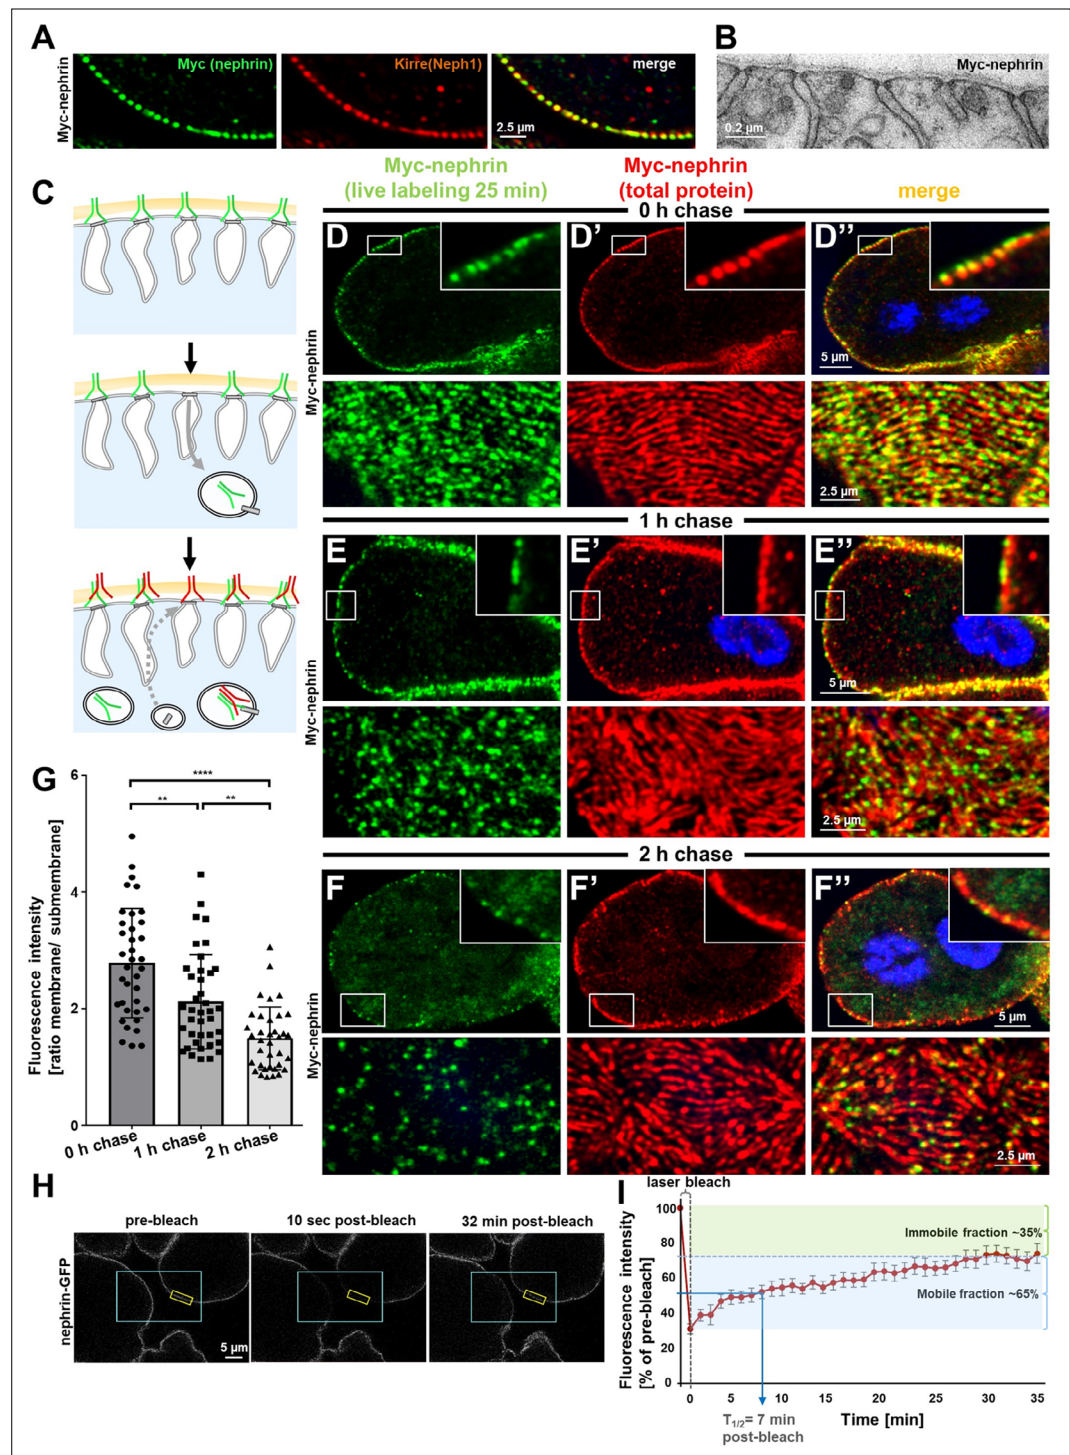 A
Myc-nephrin
Myc (nephrin)
Kirre(Neph1)
merge
2.5 µm
B
Myc-nephrin
0.2 µm
C
Myc-nephrin
(live labeling 25 min)
Myc-nephrin
(total protein)
merge
0 h chase
Myc-nephrin
D
D'
D''
5 µm
2.5 µm
1 h chase
Myc-nephrin
E
E'
E''
5 µm
2.5 µm
2 h chase
Myc-nephrin
F
F'
F''
5 µm
2.5 µm
G
Fluorescence intensity
[ratio membrane/ submembrane]
6
4
2
0
****
**
**
0 h chase
1 h chase
2 h chase
H
nephrin-GFP
pre-bleach
10 sec post-bleach
32 min post-bleach
5 µm
I
laser bleach
Fluorescence intensity
[% of pre-bleach]
100
80
60
40
20
0
Immobile fraction ~35%
Mobile fraction ~65%
0 5 10 15 20 25 30 35
T1/2= 7 min
post-bleach
Time [min]